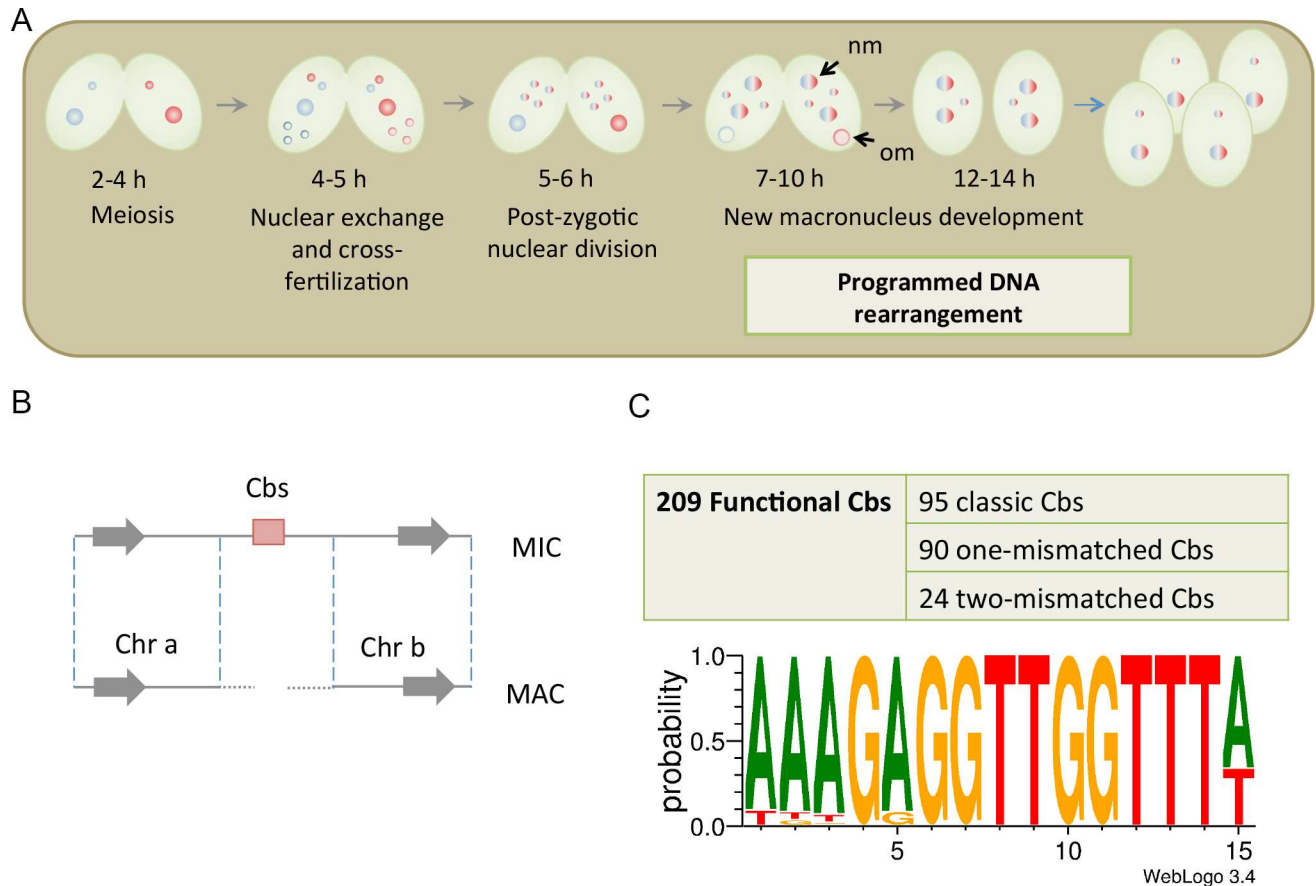 A
nm
om
2-4 h
4-5 h
5-6 h
7-10 h
12-14 h
Meiosis
Nuclear exchange
and cross-
fertilization
Post-zygotic
nuclear division
New macronucleus development
Programmed DNA
rearrangement
B
Cbs
MIC
Chr a
Chr b
MAC
C
209 Functional Cbs
95 classic Cbs
90 one-mismatched Cbs
24 two-mismatched Cbs
probability
1.0
0.5
0.0
AAAGAGGTTGGTTTA
T T T G T
G
5
10
15
WebLogo 3.4